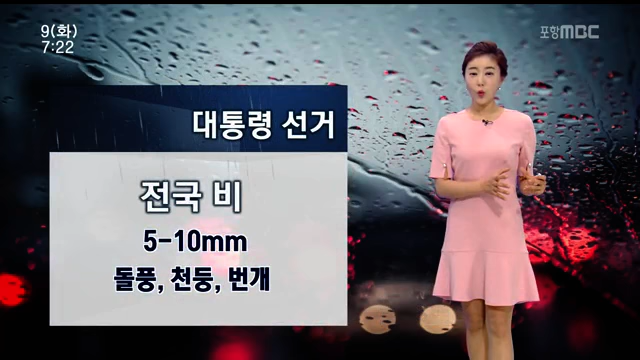 9(화)
7:22
포항MBC
대통령 선거
전국 비
5-10mm
돌풍, 천둥, 번개